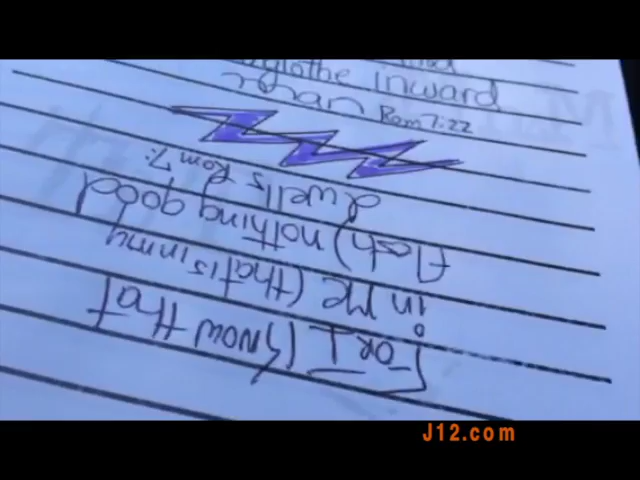 inward
man Rom 7:22
For I know that
in me (that is in my
flesh) nothing good
dwells Rom 7:
J12.com